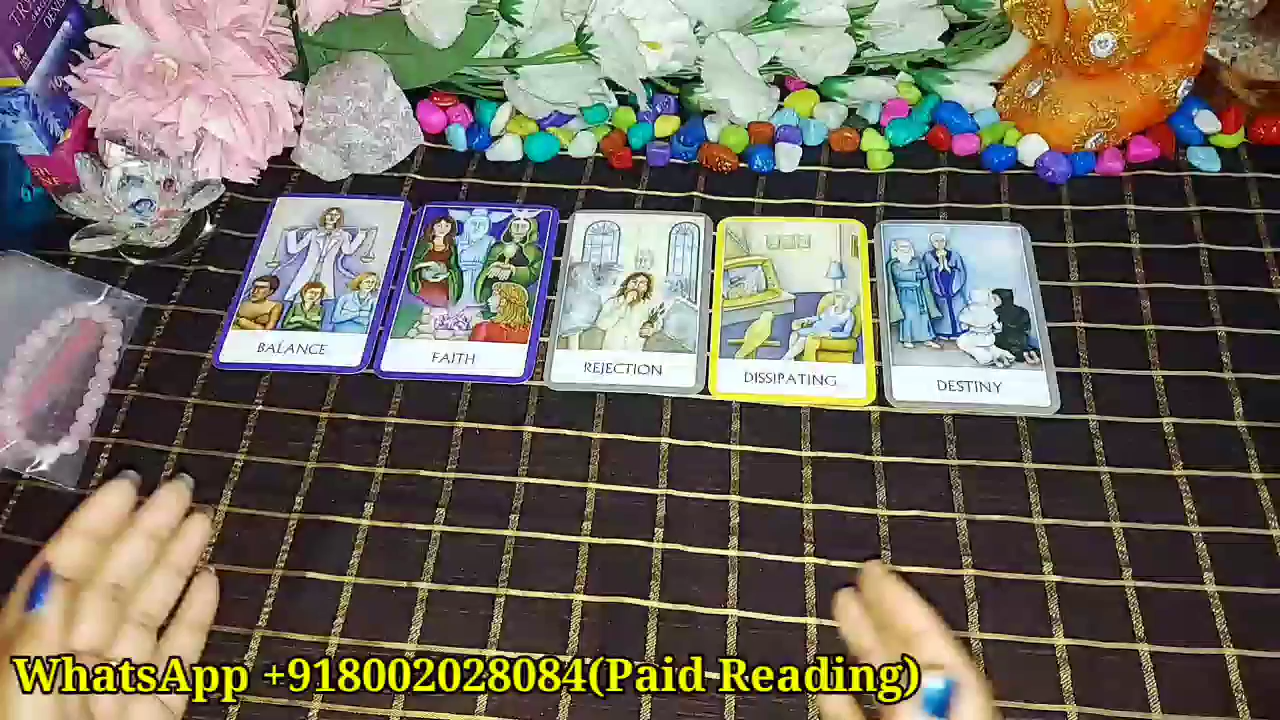 BALANCE
FAITH
REJECTION
DISSIPATING
DESTINY
WhatsApp +918002028084(Paid Reading)